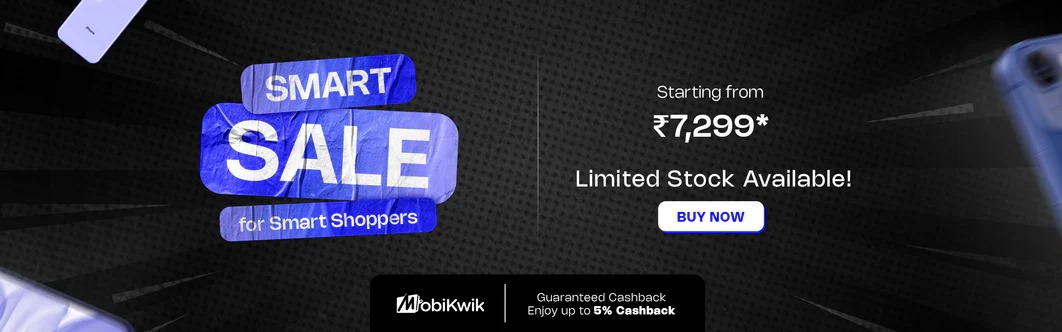 SMART
SALE
for Smart Shoppers
Starting from
₹7,299*
Limited Stock Available!
BUY NOW
MobiKwik
Guaranteed Cashback
Enjoy up to 5% Cashback